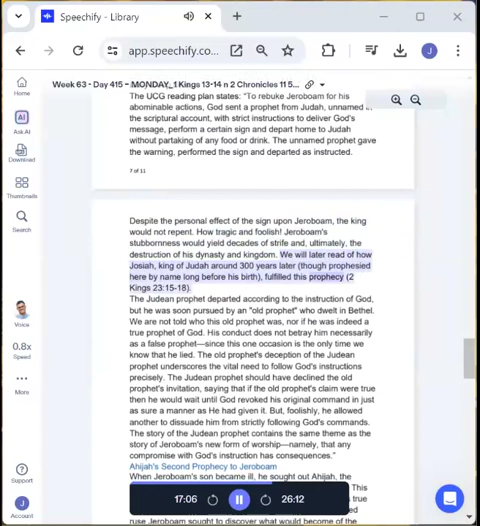 Speechify - Library
app.speechify.co...
J
Week 63 - Day 415 -- MONDAY_1 Kings 13-14 n 2 Chronicles 11 5...
Home
The UCG reading plan states: "To rebuke Jeroboam for his
abominable actions, God sent a prophet from Judah, unnamed in
the scriptural account, with strict instructions to deliver God's
message, perform a certain sign and depart home to Judah
without partaking of any food or drink. The unnamed prophet gave
the warning, performed the sign and departed as instructed.
7 of 11
AI
Ask AI
Download
Thumbnails
Search
Despite the personal effect of the sign upon Jeroboam, the king
would not repent. How tragic and foolish! Jeroboam's
stubbornness would yield decades of strife and, ultimately, the
destruction of his dynasty and kingdom. We will later read of how
Josiah, king of Judah around 300 years later (though prophesied
here by name long before his birth), fulfilled this prophecy (2
Kings 23:15-18).
The Judean prophet departed according to the instruction of God,
but he was soon pursued by an "old prophet" who dwelt in Bethel.
We are not told who this old prophet was, nor if he was indeed a
true prophet of God. His conduct does not betray him necessarily
as a false prophet—since this one occasion is the only time we
know that he lied. The old prophet's deception of the Judean
prophet underscores the vital need to follow God's instructions
precisely. The Judean prophet should have declined the old
prophet's invitation, saying that if the old prophet's claim were true
then he would wait until God revoked his original command in just
as sure a manner as He had given it. But, foolishly, he allowed
another to dissuade him from strictly following God's commands.
The story of the Judean prophet contains the same theme as the
story of Jeroboam's new form of worship—namely, that any
compromise with God's instruction has consequences."
Ahijah's Second Prophecy to Jeroboam
When Jeroboam's son became ill, he sought out Ahijah, the
This
s true
ruse Jeroboam sought to discover what would become of the
Voice
0.8x
Speed
More
Support
J
Account
17:06
26:12